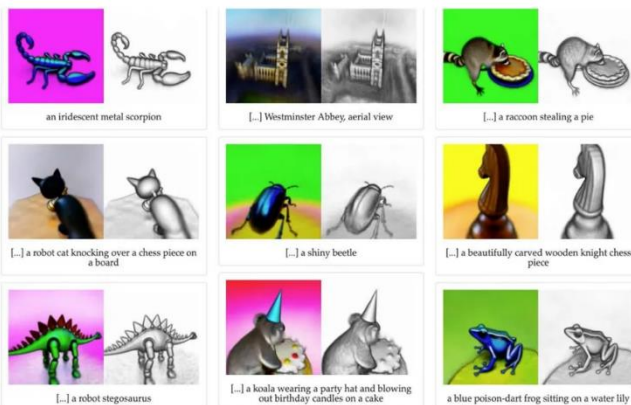 an iridescent metal scorpion
[...] Westminster Abbey, aerial view
[...] a raccoon stealing a pie
[...] a robot cat knocking over a chess piece on
a board
[...] a shiny beetle
[...] a beautifully carved wooden knight chess
piece
[...] a robot stegosaurus
[...] a koala wearing a party hat and blowing
out birthday candles on a cake
a blue poison-dart frog sitting on a water lily